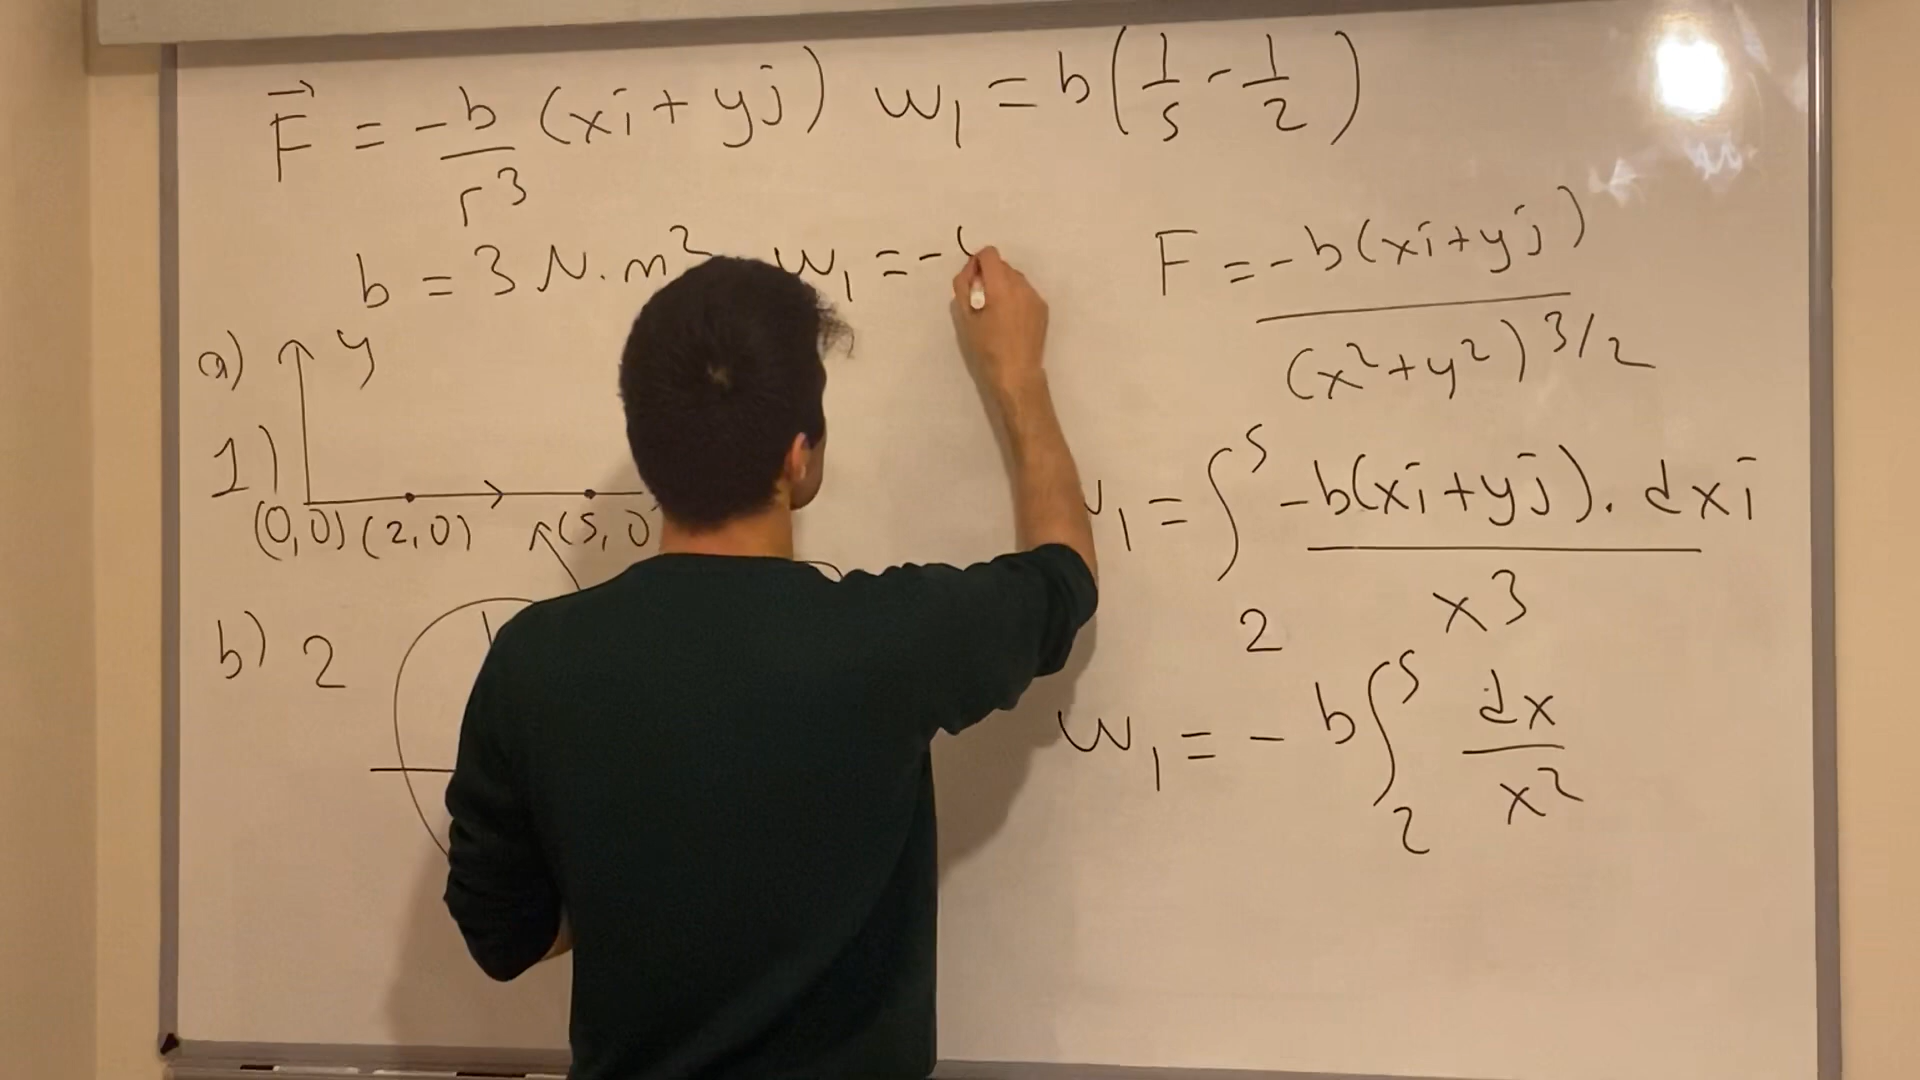 F⃗ = -b/r³ (xi + yj) W₁ = b(1/5 - 1/2)
b = 3 N.m² W₁ = -
F = -b(xi+yj) / (x²+y²)^3/2
a) y
1)
(0,0) (2,0) (5,0
W₁ = ∫₂⁵ -b(xi+yj). dxi / x3
b) 2
W₁ = - b∫₂⁵ dx/x²